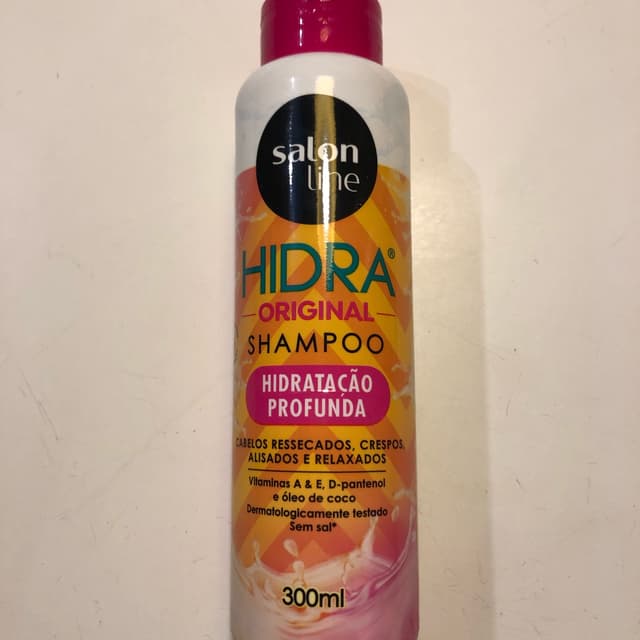 salon
line
HIDRA®
ORIGINAL
SHAMPOO
HIDRATAÇÃO
PROFUNDA
CABELOS RESSECADOS, CRESPOS,
ALISADOS E RELAXADOS
Vitaminas A & E, D-pantenol
e óleo de coco
Dermatologicamente testado
Sem sal*
300ml